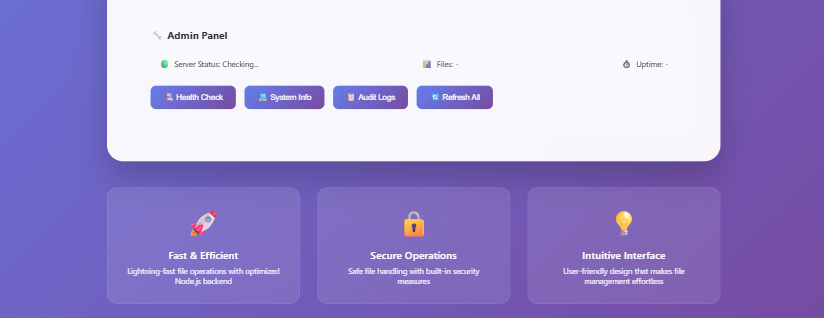 Admin Panel
Server Status: Checking...
Files: -
Uptime: -
Health Check
System Info
Audit Logs
Refresh All
Fast & Efficient
Lightning-fast file operations with optimized
Node.js backend
Secure Operations
Safe file handling with built-in security
measures
Intuitive Interface
User-friendly design that makes file
management effortless